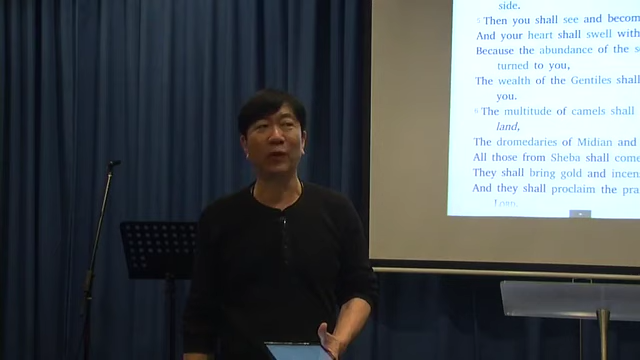 side.
5 Then you shall see and becom
And your heart shall swell with
Because the abundance of the s
turned to you,
The wealth of the Gentiles shall
you.
6 The multitude of camels shall
land,
The dromedaries of Midian and
All those from Sheba shall come
They shall bring gold and incen
And they shall proclaim the pra
LORD.